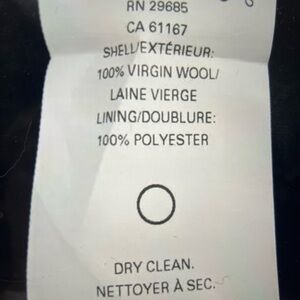 RN 29685
CA 61167
SHELL/EXTÉRIEUR:
100% VIRGIN WOOL/
LAINE VIERGE
LINING/DOUBLURE:
100% POLYESTER
DRY CLEAN.
NETTOYER À SEC.